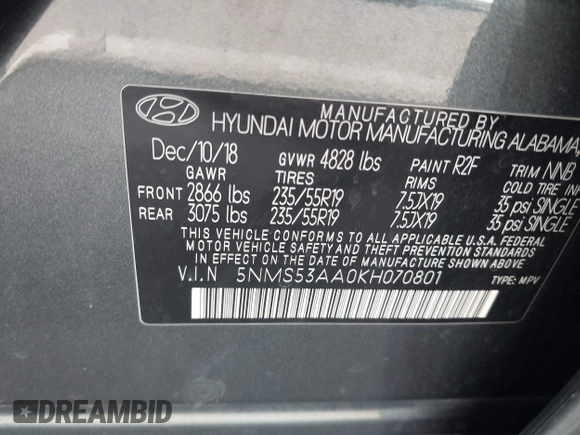 MANUFACTURED BY
HYUNDAI MOTOR MANUFACTURING ALABAMA,
Dec/10/18 GVWR 4828 lbs PAINT R2F TRIM NNB
GAWR TIRES RIMS COLD TIRE IN
FRONT 2866 lbs 235/55R19 7.5JX19 35 psi SINGLE
REAR 3075 lbs 235/55R19 7.5JX19 35 psi SINGLE
THIS VEHICLE CONFORMS TO ALL APPLICABLE U.S.A. FEDERAL
MOTOR VEHICLE SAFETY AND THEFT PREVENTION STANDARDS
IN EFFECT ON THE DATE OF MANUFACTURE SHOWN ABOVE.
V.I.N 5NMS53AA0KH070801 TYPE: MPV
DREAMBID